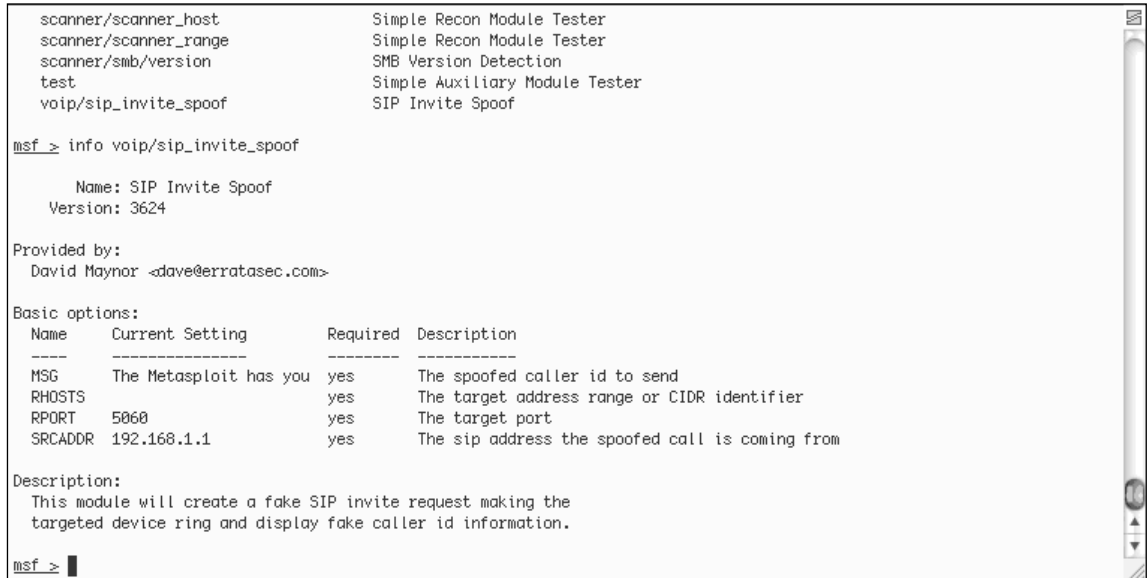 scanner/scanner_host Simple Recon Module Tester
scanner/scanner_range Simple Recon Module Tester
scanner/smb/version SMB Version Detection
test Simple Auxiliary Module Tester
voip/sip_invite_spoof SIP Invite Spoof
msf > info voip/sip_invite_spoof
Name: SIP Invite Spoof
Version: 3624
Provided by:
David Maynor <dave@erratasec.com>
Basic options:
Name Current Setting Required Description
---- --------------- -------- -----------
MSG The Metasploit has you yes The spoofed caller id to send
RHOSTS yes The target address range or CIDR identifier
RPORT 5060 yes The target port
SRCADDR 192.168.1.1 yes The sip address the spoofed call is coming from
Description:
This module will create a fake SIP invite request making the
targeted device ring and display fake caller id information.
msf >